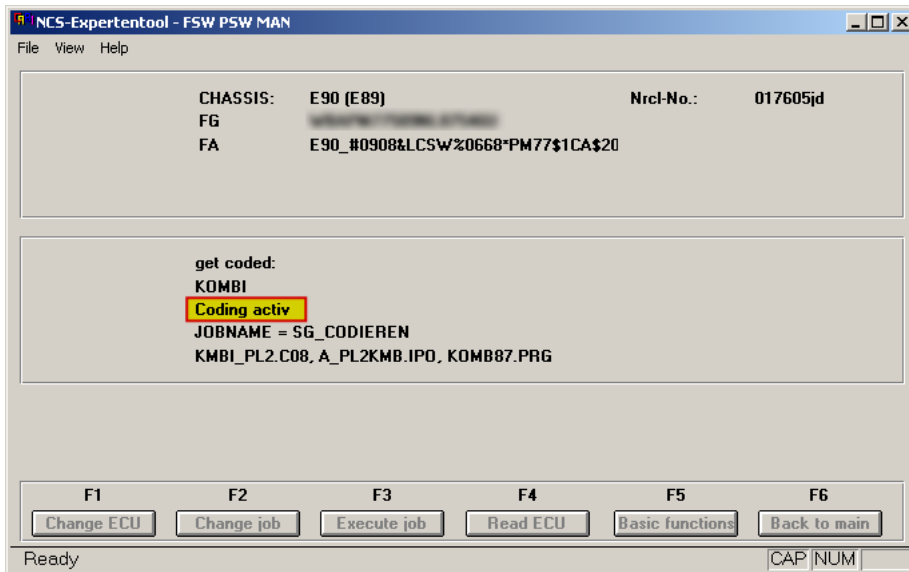 NCS-Expertentool - FSW PSW MAN
File View Help
CHASSIS: E90 (E89) Nrcl-No.: 017605jd
FG
FA E90_#0908&LCSW%0668*PM77$1CA$20
get coded:
KOMBI
Coding activ
JOBNAME = SG_CODIEREN
KMBI_PL2.C08, A_PL2KMB.IPO, KOMB87.PRG
F1 F2 F3 F4 F5 F6
Change ECU Change job Execute job Read ECU Basic functions Back to main
Ready CAP NUM